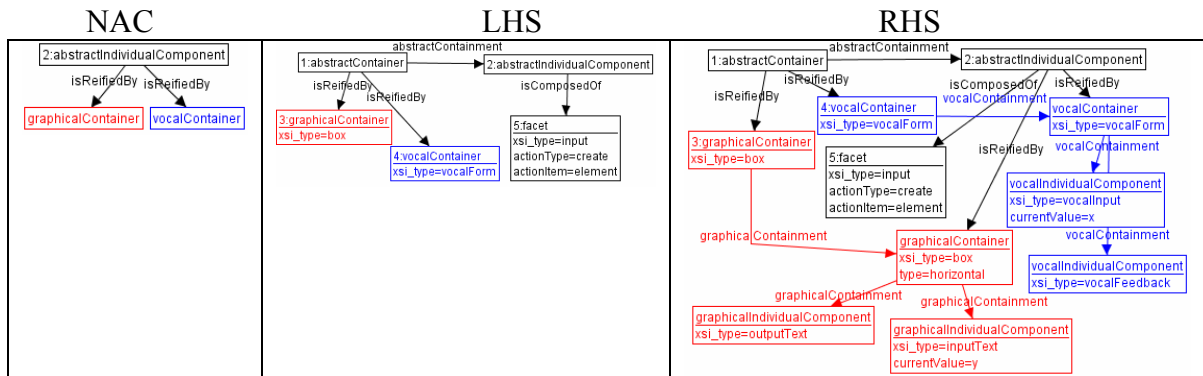 NAC
LHS
RHS
2:abstractIndividualComponent
isReifiedBy
isReifiedBy
graphicalContainer
vocalContainer
abstractContainment
1:abstractContainer
2:abstractIndividualComponent
isReifiedBy
isReifiedBy
isComposedOf
3:graphicalContainer
xsi_type=box
4:vocalContainer
xsi_type=vocalForm
5:facet
xsi_type=input
actionType=create
actionItem=element
abstractContainment
1:abstractContainer
2:abstractIndividualComponent
isReifiedBy
isReifiedBy
isComposedOf
isReifiedBy
4:vocalContainer
xsi_type=vocalForm
vocalContainment
vocalContainer
xsi_type=vocalForm
3:graphicalContainer
xsi_type=box
5:facet
xsi_type=input
actionType=create
actionItem=element
isReifiedBy
vocalContainment
vocalIndividualComponent
xsi_type=vocalInput
currentValue=x
vocalContainment
vocalIndividualComponent
xsi_type=vocalFeedback
graphicalContainment
graphicalContainer
xsi_type=box
type=horizontal
graphicalContainment
graphicalContainment
graphicalIndividualComponent
xsi_type=outputText
graphicalIndividualComponent
xsi_type=inputText
currentValue=y